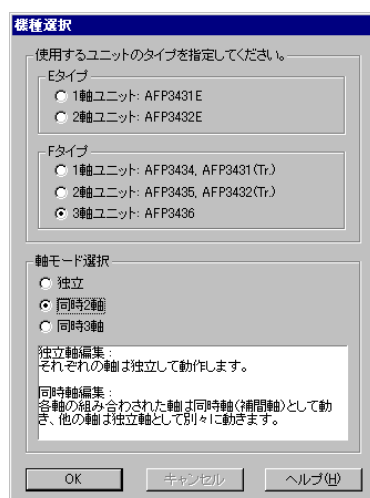 機種選択
使用するユニットのタイプを指定してください。
Eタイプ
1軸ユニット: AFP3431E
2軸ユニット: AFP3432E
Fタイプ
1軸ユニット: AFP3434, AFP3431(Tr.)
2軸ユニット: AFP3435, AFP3432(Tr.)
3軸ユニット: AFP3436
軸モード選択
独立
同時2軸
同時3軸
独立軸編集 :
それぞれの軸は独立して動作します。
同時軸編集 :
各軸の組み合わされた軸は同時軸(補間軸)として動
き、他の軸は独立軸として別々に動きます。
OK
キャンセル
ヘルプ(H)